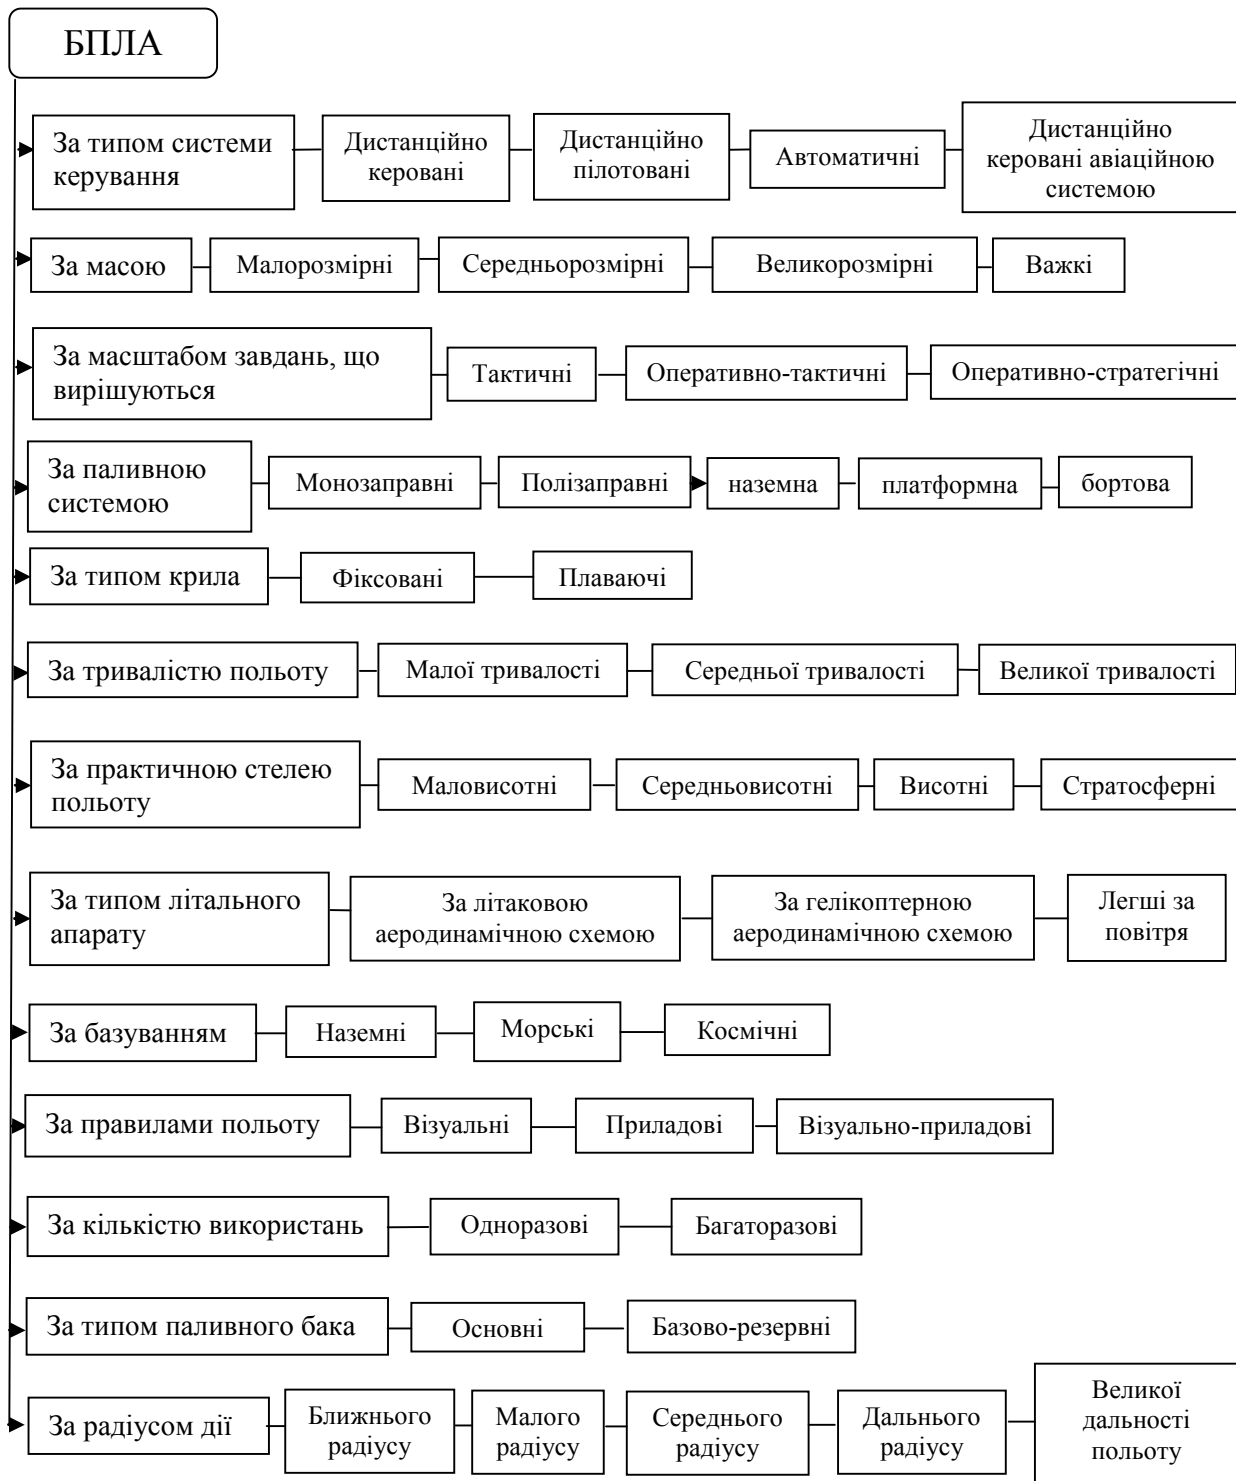 БПЛА
За типом системи
керування
Дистанційно
керовані
Дистанційно
пілотовані
Автоматичні
Дистанційно
керовані авіаційною
системою
За масою
Малорозмірні
Середньорозмірні
Великорозмірні
Важкі
За масштабом завдань, що
вирішуються
Тактичні
Оперативно-тактичні
Оперативно-стратегічні
За паливною
системою
Монозаправні
Полізаправні
наземна
платформна
бортова
За типом крила
Фіксовані
Плаваючі
За тривалістю польоту
Малої тривалості
Середньої тривалості
Великої тривалості
За практичною стелею
польоту
Маловисотні
Середньовисотні
Висотні
Стратосферні
За типом літального
апарату
За літаковою
аеродинамічною схемою
За гелікоптерною
аеродинамічною схемою
Легші за
повітря
За базуванням
Наземні
Морські
Космічні
За правилами польоту
Візуальні
Приладові
Візуально-приладові
За кількістю використань
Одноразові
Багаторазові
За типом паливного бака
Основні
Базово-резервні
За радіусом дії
Ближнього
радіусу
Малого
радіусу
Середнього
радіусу
Дальнього
радіусу
Великої
дальності
польоту